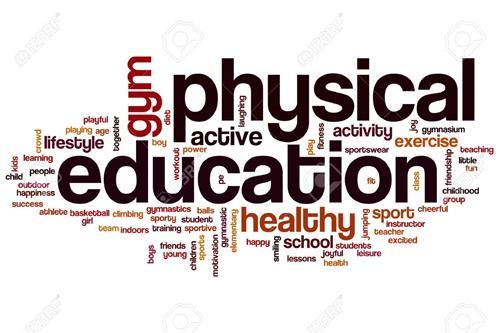 physical
gym
diet
laughing
playful
together
boy
active
play
fitness
activity
joy
gymnasium
crowd
playing
age
lifestyle
workout
power
sportswear
exercise
friendship
teaching
kids
learning
education
little
child
people
pe
fit
class
fun
outdoor
happiness
childhood
success
gymnastics
balls
healthy
sport
cheerful
group
athlete
basketball
climbing
sporty
student
gymnastic
elementary
jumping
instructor
girl
team
indoors
training
sportive
teacher
boys
friends
sports
motivation
happy
school
students
excited
young
children
smiling
joyful
leisure
lessons
health